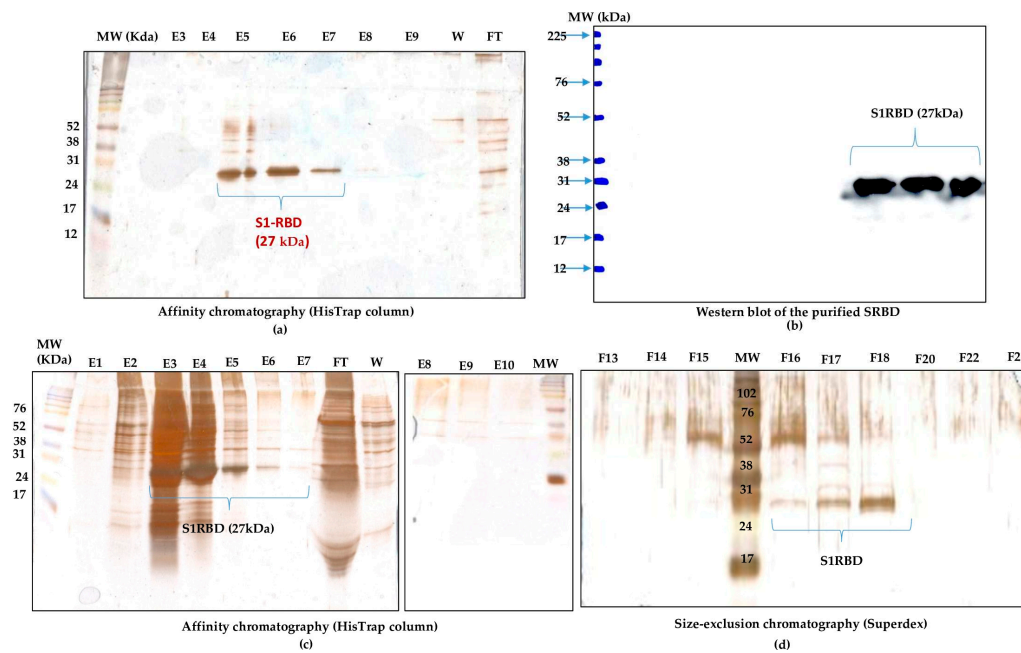 MW (Kda) E3 E4 E5 E6 E7 E8 E9 W FT
52
38
31
24
17
12
S1-RBD
(27 kDa)
Affinity chromatography (HisTrap column)
(a)
MW (kDa)
225
76
52
38
31
24
17
12
S1RBD (27kDa)
Western blot of the purified SRBD
(b)
MW
(KDa)
E1 E2 E3 E4 E5 E6 E7 FT W E8 E9 E10 MW
76
52
38
31
24
17
S1RBD (27kDa)
Affinity chromatography (HisTrap column)
(c)
F13 F14 F15 MW F16 F17 F18 F20 F22 F2
102
76
52
38
31
24
17
S1RBD
Size-exclusion chromatography (Superdex)
(d)